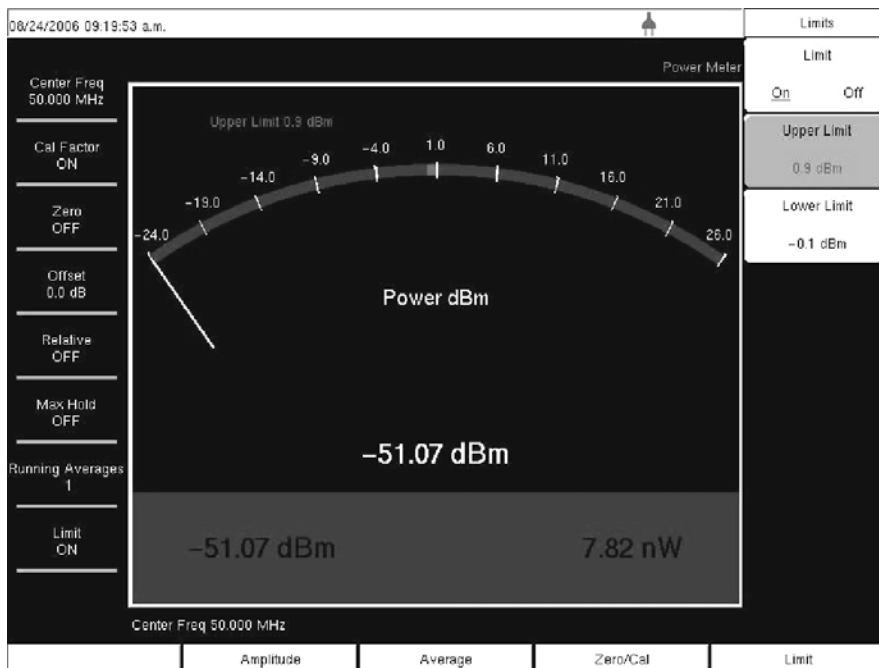 08/24/2006 09:19:53 a.m.
Limits
Power Meter
Limit
On Off
Upper Limit
0.9 dBm
Lower Limit
-0.1 dBm
Center Freq
50.000 MHz
Cal Factor
ON
Zero
OFF
Offset
0.0 dB
Relative
OFF
Max Hold
OFF
Running Averages
1
Limit
ON
Upper Limit 0.9 dBm
-24.0 -19.0 -14.0 -9.0 -4.0 1.0 6.0 11.0 16.0 21.0 26.0
Power dBm
-51.07 dBm
-51.07 dBm 7.82 nW
Center Freq 50.000 MHz
Amplitude Average Zero/Cal Limit